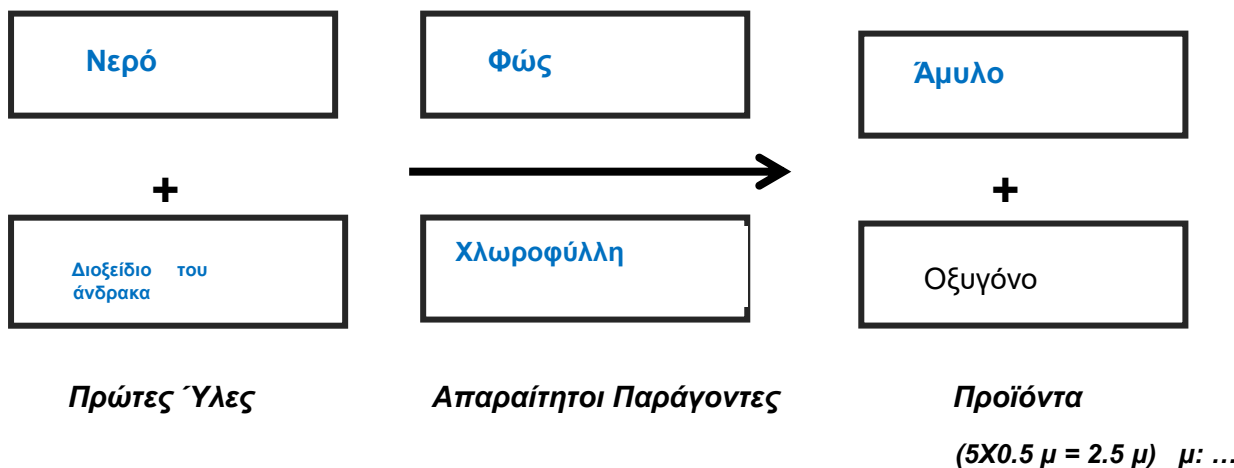 Νερό
Φώς
Άμυλο
+
+
Διοξείδιο του
άνδρακα
Χλωροφύλλη
Οξυγόνο
Πρώτες Ύλες
Απαραίτητοι Παράγοντες
Προϊόντα
(5Χ0.5 μ = 2.5 μ) μ: …